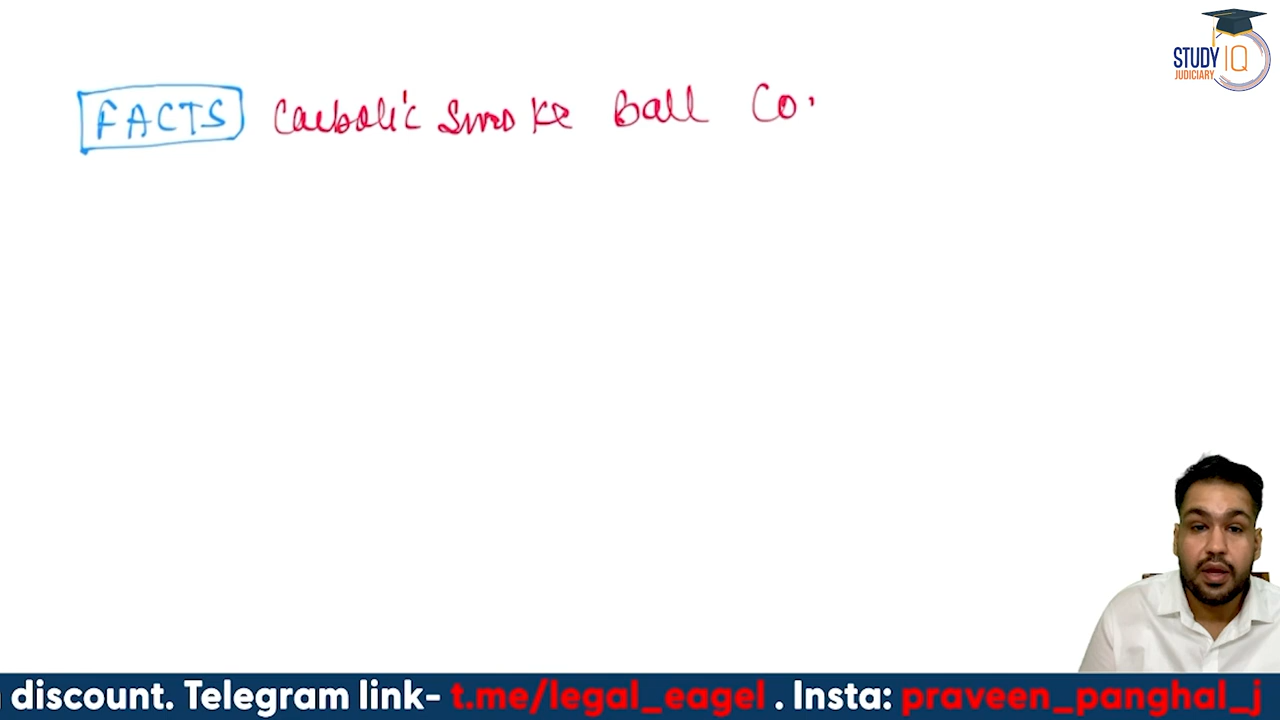 STUDY IQ
JUDICIARY
FACTS Carbolic Smoke Ball Co.
discount. Telegram link- t.me/legal_eagel . Insta: praveen_panghal_j